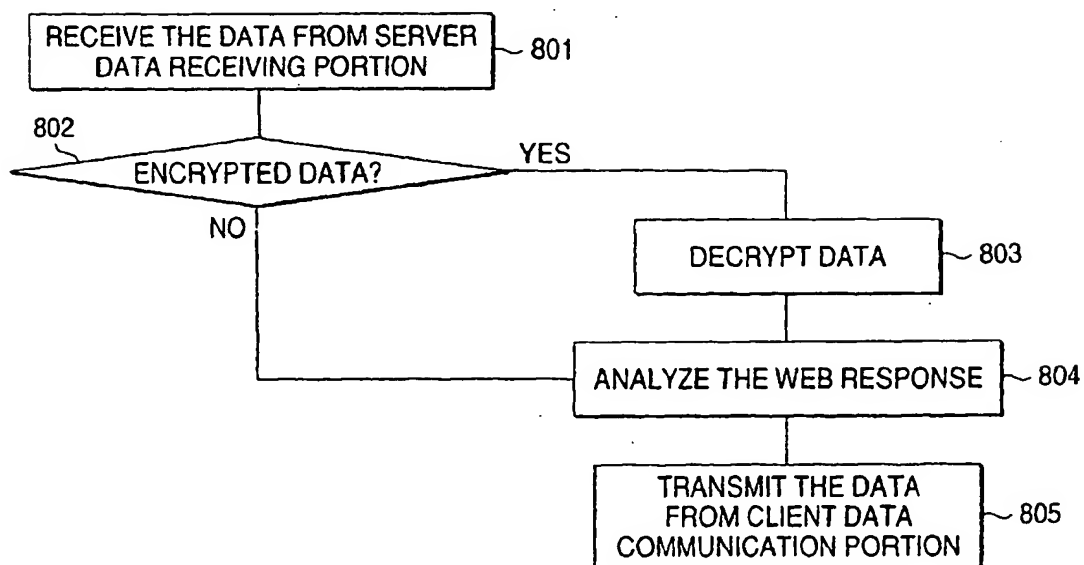 RECEIVE THE DATA FROM SERVER
DATA RECEIVING PORTION
801
802
ENCRYPTED DATA?
YES
NO
DECRYPT DATA
803
ANALYZE THE WEB RESPONSE
804
TRANSMIT THE DATA
FROM CLIENT DATA
COMMUNICATION PORTION
805